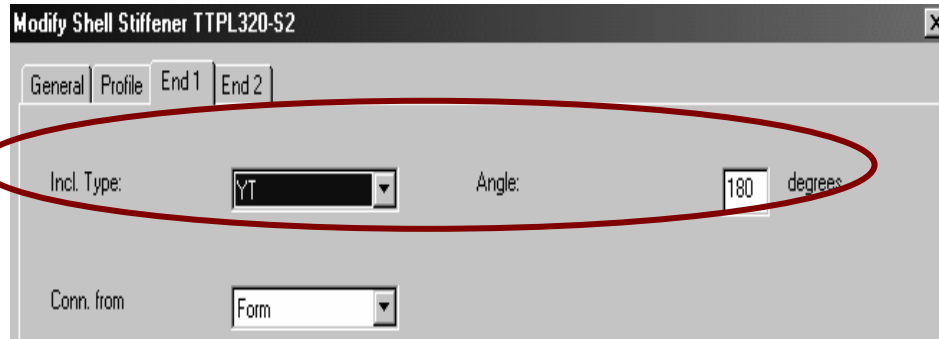 Modify Shell Stiffener TTPL320-S2
General Profile End 1 End 2
Incl. Type: YT Angle: 180 degrees
Conn. from Form